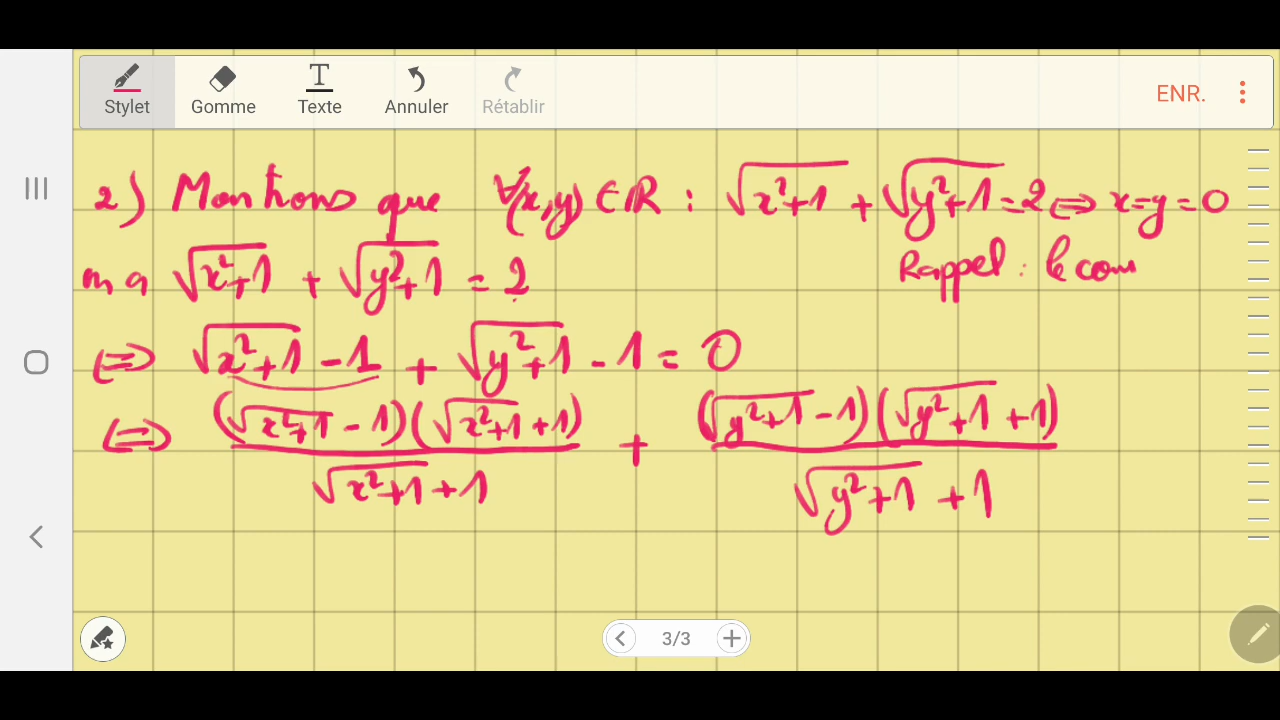 Stylet Gomme Texte Annuler Rétablir ENR.
2) Montrons que ∀(x,y) ∈ ℝ : √(x²+1) + √(y²+1) = 2 ⇔ x=y=0
Rappel : le con
m a √(x²+1) + √(y²+1) = 2
⇔ √(x²+1) - 1 + √(y²+1) - 1 = 0
⇔ (√(x²+1) - 1)(√(x²+1) + 1) / (√(x²+1) + 1) + (√(y²+1) - 1)(√(y²+1) + 1) / (√(y²+1) + 1)
3/3